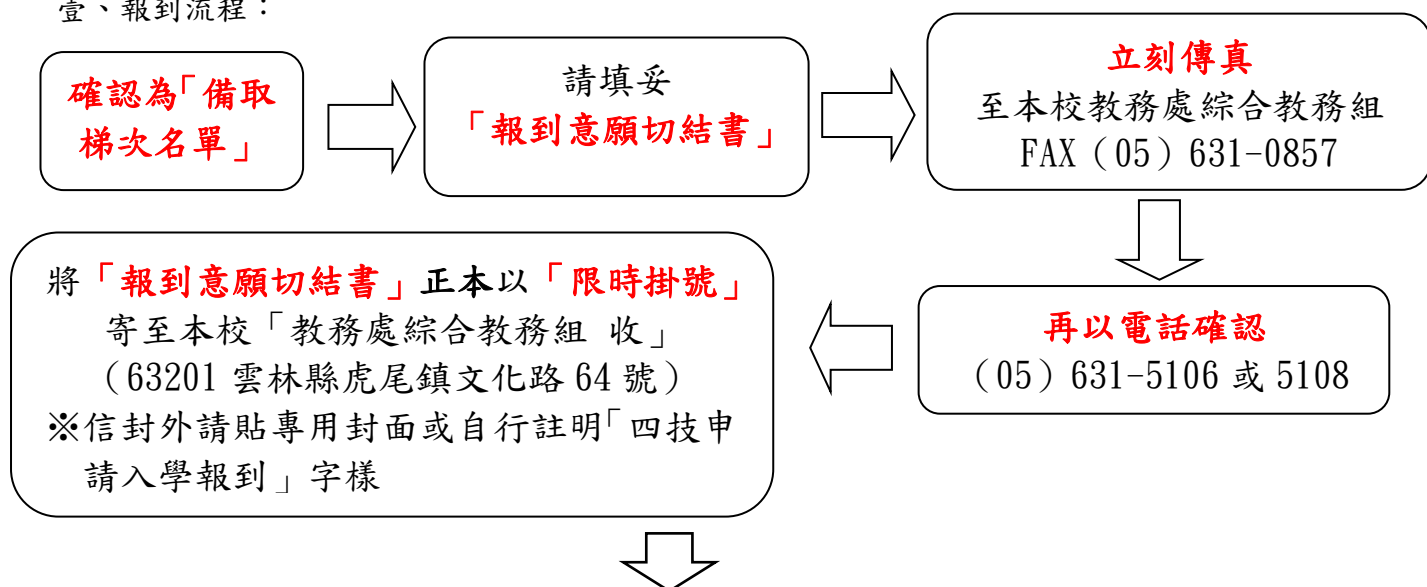 壹、報到流程：
確認為「備取
梯次名單」
請填妥
「報到意願切結書」
立刻傳真
至本校教務處綜合教務組
FAX（05）631-0857
再以電話確認
（05）631-5106 或 5108
將「報到意願切結書」正本以「限時掛號」
寄至本校「教務處綜合教務組 收」
（63201 雲林縣虎尾鎮文化路 64 號）
※信封外請貼專用封面或自行註明「四技申
請入學報到」字樣